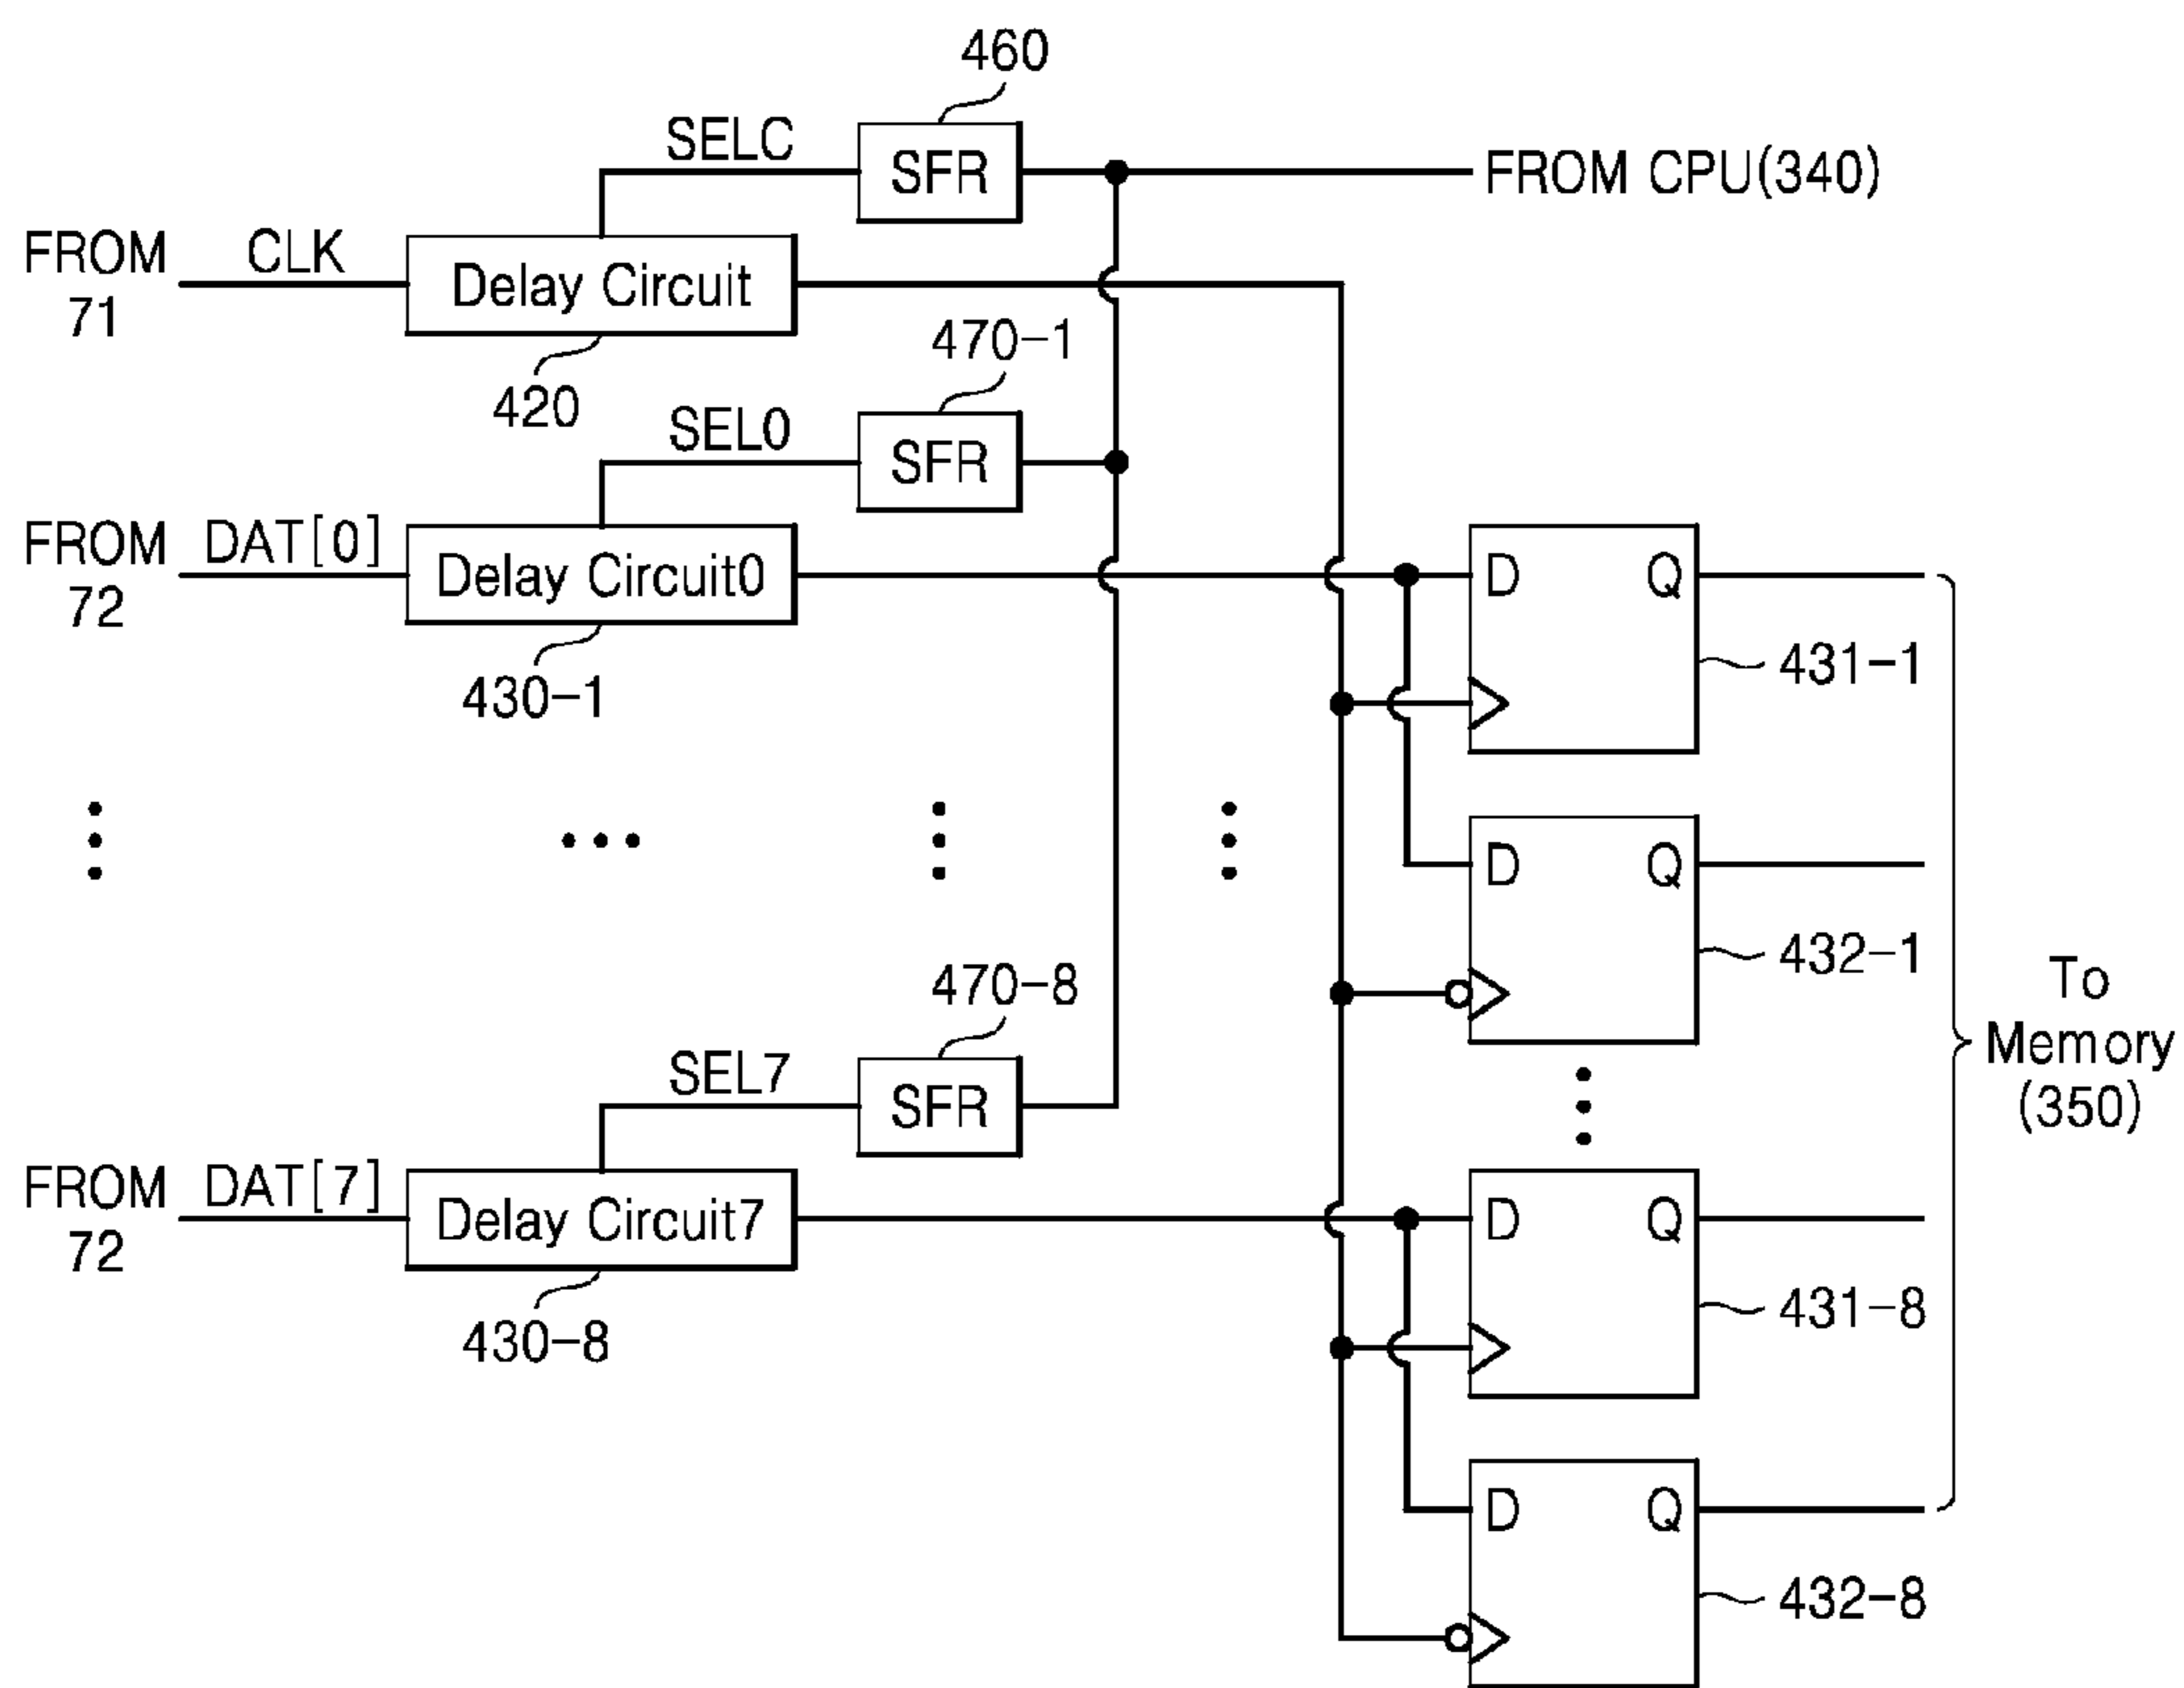 460
SELC
SFR
FROM CPU(340)
FROM
71
CLK
Delay Circuit
420
470-1
SEL0
SFR
FROM
72
DAT[0]
Delay Circuit0
430-1
D Q
431-1
D Q
432-1
470-8
SEL7
SFR
FROM
72
DAT[7]
Delay Circuit7
430-8
D Q
431-8
D Q
432-8
To
Memory
(350)